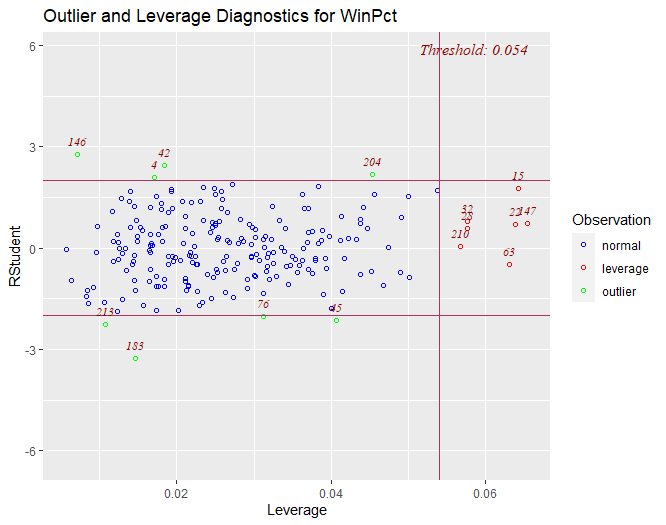 Outlier and Leverage Diagnostics for WinPct
6
Threshold: 0.054
146
42
4
204
3
15
32
28
22
147
210
0
63
213
76
45
183
-3
-6
RStudent
0.02
0.04
0.06
Leverage
Observation
normal
leverage
outlier